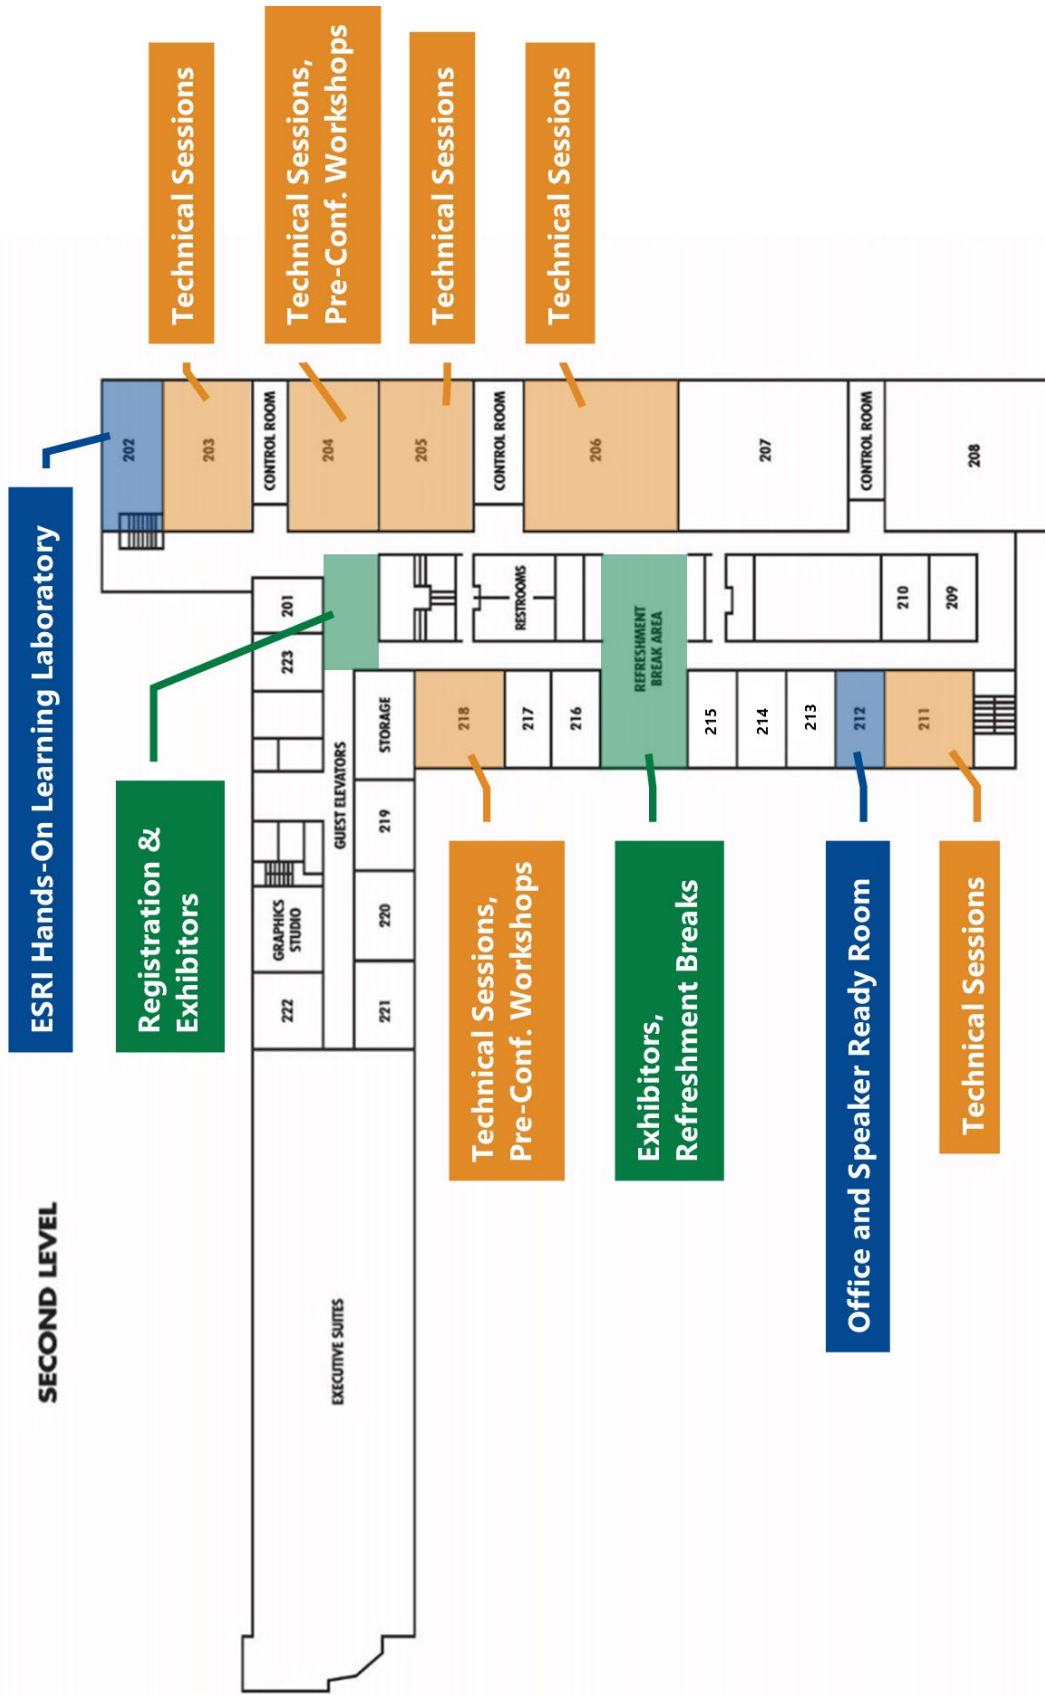 SECOND LEVEL
ESRI Hands-On Learning Laboratory
Registration &
Exhibitors
Technical Sessions
Technical Sessions,
Pre-Conf. Workshops
Technical Sessions
Technical Sessions
202
203
CONTROL ROOM
204
205
CONTROL ROOM
206
207
CONTROL ROOM
208
201
223
RESTROOMS
REFRESHMENT
BREAK AREA
210
209
GUEST ELEVATORS
STORAGE
218
217
216
215
214
213
212
211
219
GRAPHICS
STUDIO
220
222
221
EXECUTIVE SUITES
Technical Sessions,
Pre-Conf. Workshops
Exhibitors,
Refreshment Breaks
Office and Speaker Ready Room
Technical Sessions